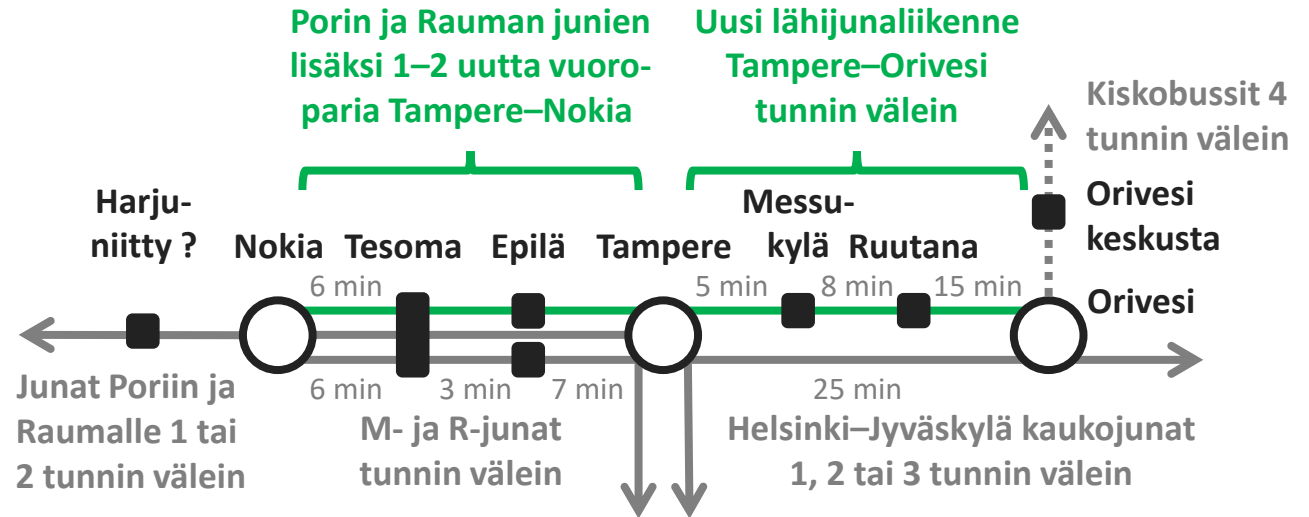 Porin ja Rauman junien
lisäksi 1–2 uutta vuoro-
paria Tampere–Nokia
Uusi lähijunaliikenne
Tampere–Orivesi
tunnin välein
Kiskobussit 4
tunnin välein
Harju-
niitty ?
Nokia
Tesoma
Epilä
Tampere
Messu-
kylä
Ruutana
Orivesi
keskusta
Orivesi
6 min
5 min
8 min
15 min
6 min
3 min
7 min
25 min
Junat Poriin ja
Raumalle 1 tai
2 tunnin välein
M- ja R-junat
tunnin välein
Helsinki–Jyväskylä kaukojunat
1, 2 tai 3 tunnin välein